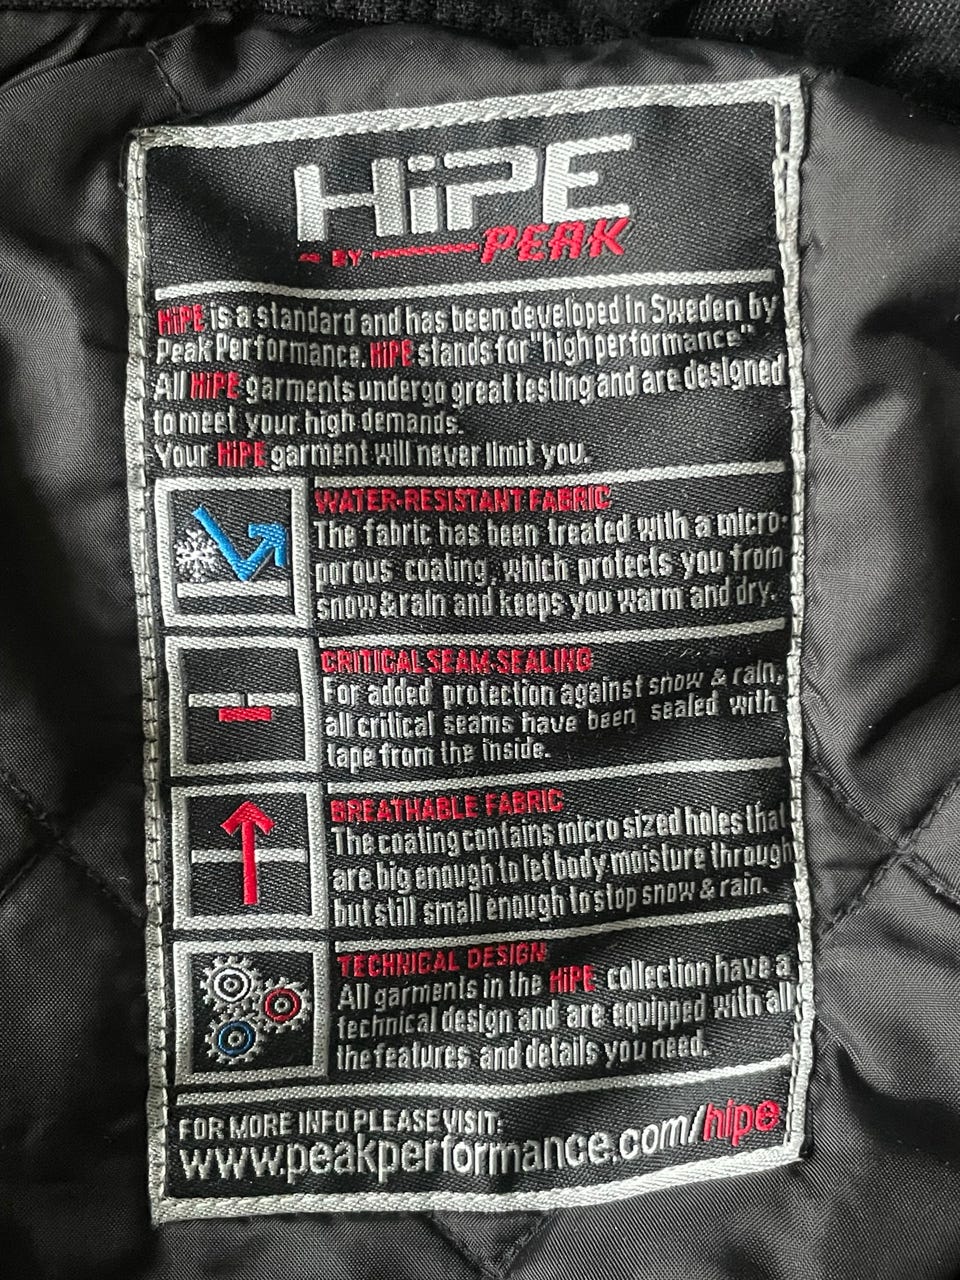 HiPE
BY PEAK
HiPE is a standard and has been developed in Sweden by
Peak Performance. HiPE stands for "high performance"
All HiPE garments undergo great testing and are designed
to meet your high demands.
Your HiPE garment will never limit you.
WATER-RESISTANT FABRIC
The fabric has been treated with a micro-
porous coating, which protects you from
snow & rain and keeps you warm and dry.
CRITICAL SEAM-SEALING
For added protection against snow & rain,
all critical seams have been sealed with
tape from the inside.
BREATHABLE FABRIC
The coating contains micro sized holes that
are big enough to let body moisture through
but still small enough to stop snow & rain.
TECHNICAL DESIGN
All garments in the HiPE collection have a
technical design and are equipped with all
the features and details you need.
FOR MORE INFO PLEASE VISIT:
www.peakperformance.com/hipe